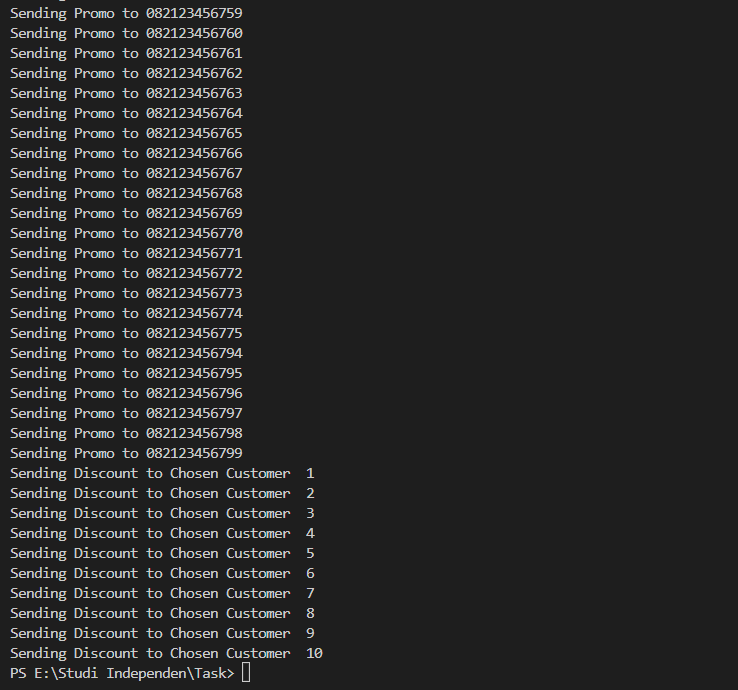 Sending Promo to 082123456759
Sending Promo to 082123456760
Sending Promo to 082123456761
Sending Promo to 082123456762
Sending Promo to 082123456763
Sending Promo to 082123456764
Sending Promo to 082123456765
Sending Promo to 082123456766
Sending Promo to 082123456767
Sending Promo to 082123456768
Sending Promo to 082123456769
Sending Promo to 082123456770
Sending Promo to 082123456771
Sending Promo to 082123456772
Sending Promo to 082123456773
Sending Promo to 082123456774
Sending Promo to 082123456775
Sending Promo to 082123456794
Sending Promo to 082123456795
Sending Promo to 082123456796
Sending Promo to 082123456797
Sending Promo to 082123456798
Sending Promo to 082123456799
Sending Discount to Chosen Customer  1
Sending Discount to Chosen Customer  2
Sending Discount to Chosen Customer  3
Sending Discount to Chosen Customer  4
Sending Discount to Chosen Customer  5
Sending Discount to Chosen Customer  6
Sending Discount to Chosen Customer  7
Sending Discount to Chosen Customer  8
Sending Discount to Chosen Customer  9
Sending Discount to Chosen Customer  10
PS E:\Studi Independen\Task>